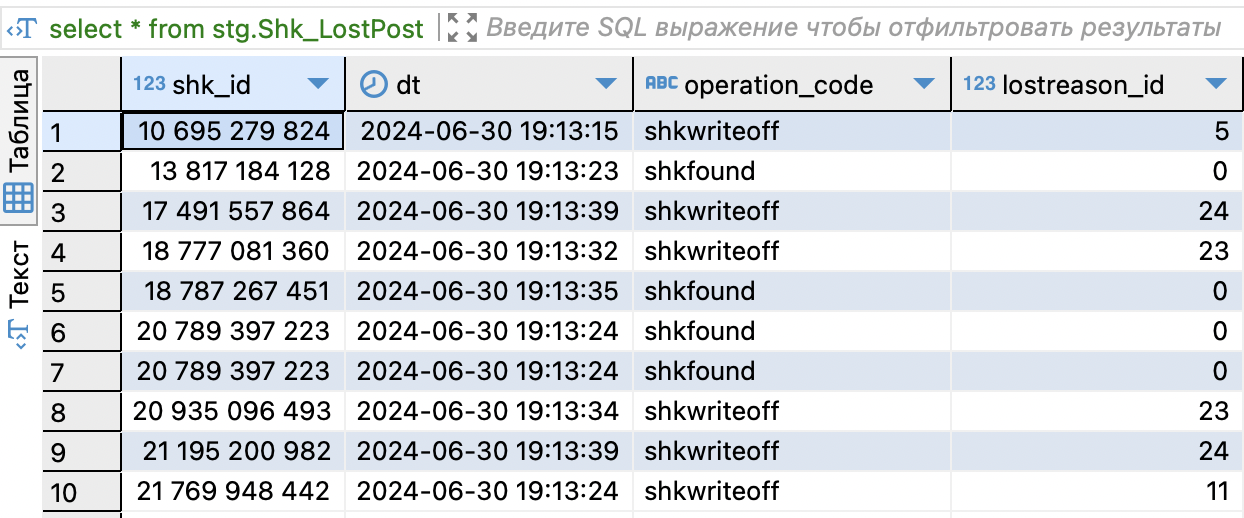 select * from stg.Shk_LostPost Введите SQL выражение чтобы отфильтровать результаты
Таблица
Текст
123 shk_id dt ABC operation_code 123 lostreason_id
1 10 695 279 824 2024-06-30 19:13:15 shkwriteoff 5
2 13 817 184 128 2024-06-30 19:13:23 shkfound 0
3 17 491 557 864 2024-06-30 19:13:39 shkwriteoff 24
4 18 777 081 360 2024-06-30 19:13:32 shkwriteoff 23
5 18 787 267 451 2024-06-30 19:13:35 shkfound 0
6 20 789 397 223 2024-06-30 19:13:24 shkfound 0
7 20 789 397 223 2024-06-30 19:13:24 shkfound 0
8 20 935 096 493 2024-06-30 19:13:34 shkwriteoff 23
9 21 195 200 982 2024-06-30 19:13:39 shkwriteoff 24
10 21 769 948 442 2024-06-30 19:13:24 shkwriteoff 11